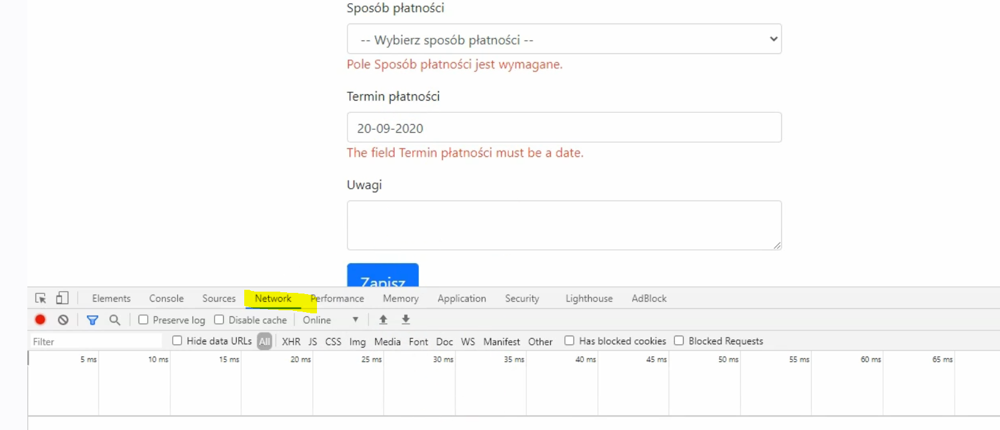 Sposób płatności
-- Wybierz sposób płatności --
Pole Sposób płatności jest wymagane.
Termin płatności
20-09-2020
The field Termin płatności must be a date.
Uwagi
Zapisz
Elements Console Sources Network Performance Memory Application Security Lighthouse AdBlock
Preserve log Disable cache Online
Filter Hide data URLs All XHR JS CSS Img Media Font Doc WS Manifest Other Has blocked cookies Blocked Requests
5 ms 10 ms 15 ms 20 ms 25 ms 30 ms 35 ms 40 ms 45 ms 50 ms 55 ms 60 ms 65 ms